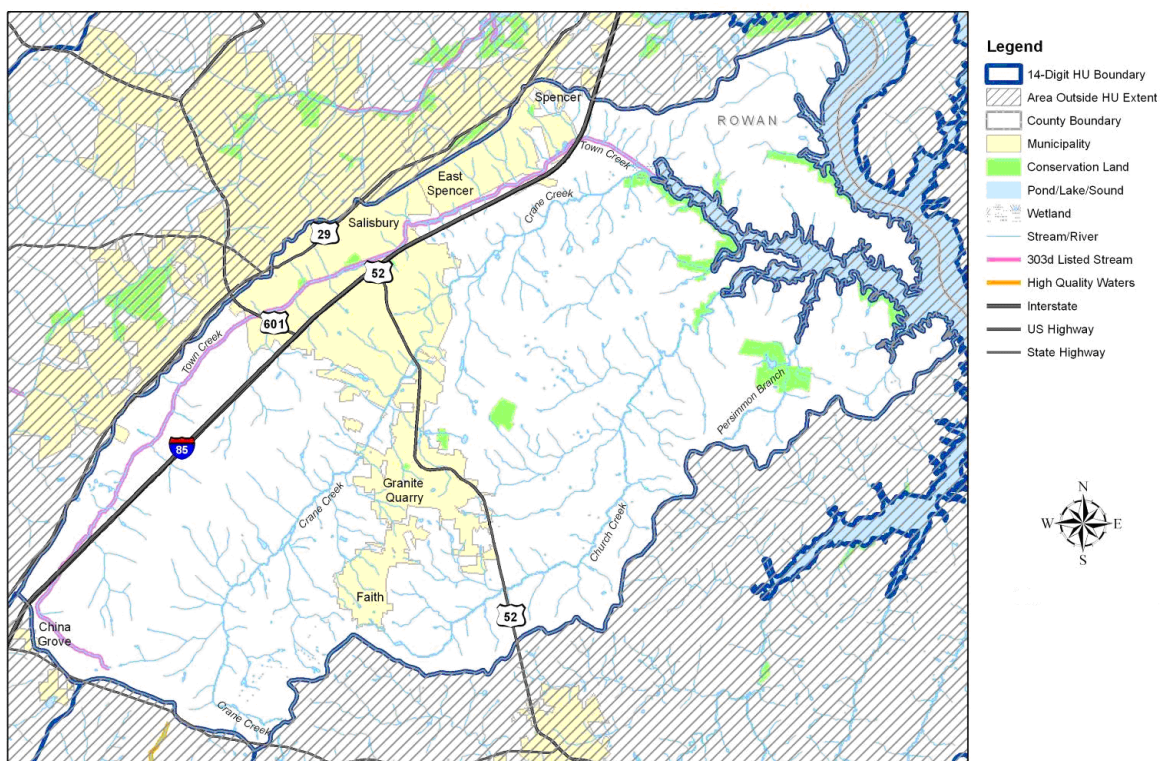 Spencer
ROWAN
Town Creek
East
Spencer
Crane Creek
Salisbury
29
52
601
Town Creek
Persimmon Branch
85
Granite
Quarry
Crane Creek
Church Creek
Faith
52
China
Grove
Crane Creek
Legend
14-Digit HU Boundary
Area Outside HU Extent
County Boundary
Municipality
Conservation Land
Pond/Lake/Sound
Wetland
Stream/River
303d Listed Stream
High Quality Waters
Interstate
US Highway
State Highway
N
W
E
S